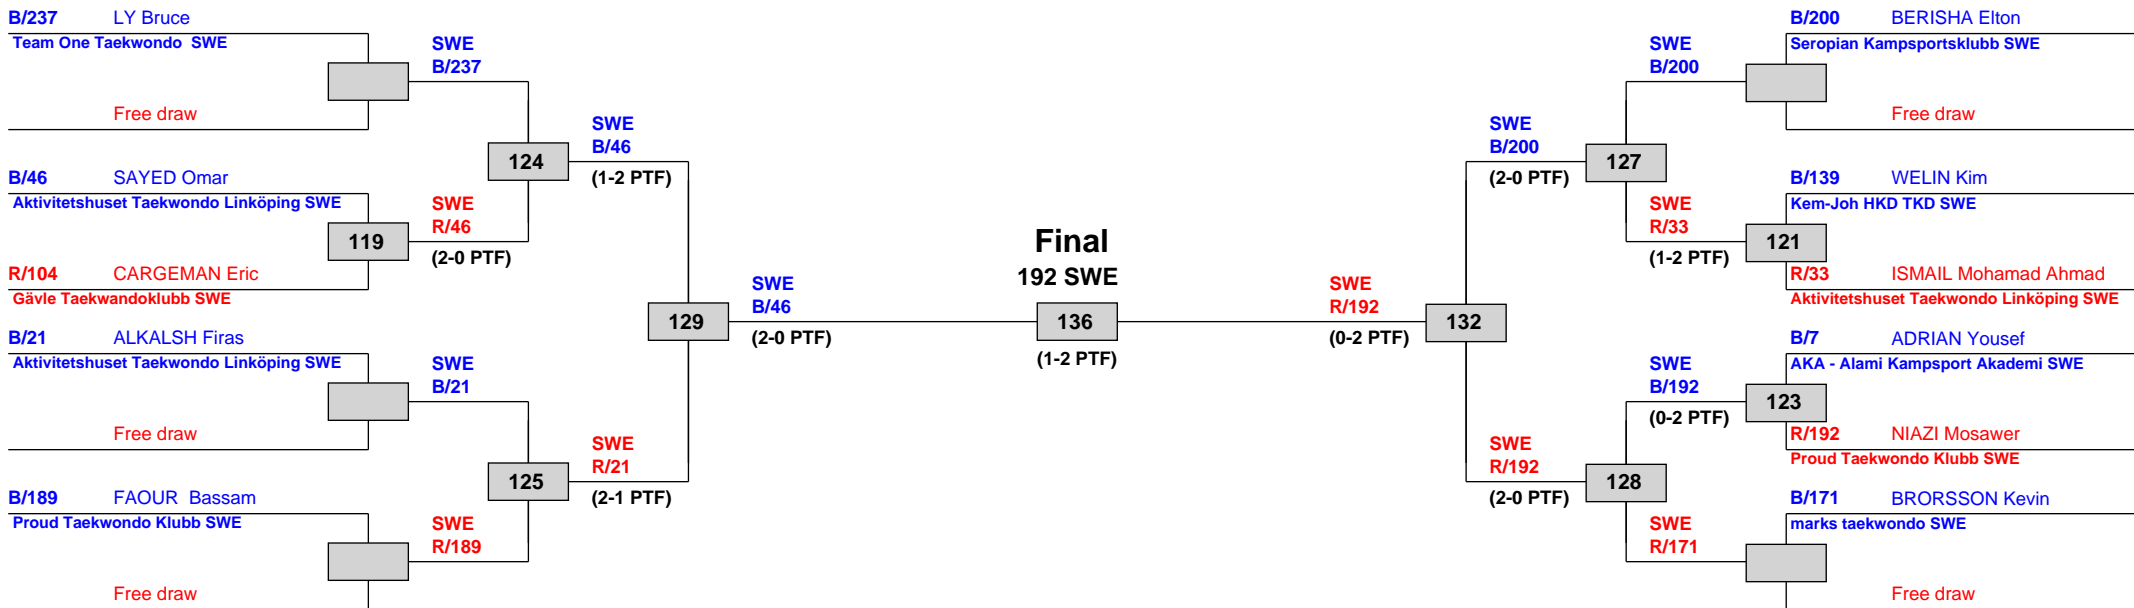 B/237 LY Bruce
Team One Taekwondo SWE
Free draw
B/46 SAYED Omar
Aktivitetshuset Taekwondo Linköping SWE
R/104 CARGEMAN Eric
Gävle Taekwandoklubb SWE
B/21 ALKALSH Firas
Aktivitetshuset Taekwondo Linköping SWE
Free draw
B/189 FAOUR Bassam
Proud Taekwondo Klubb SWE
Free draw
119
SWE
B/237
SWE
R/46
(2-0 PTF)
SWE
B/21
SWE
R/189
124
125
SWE
B/46
(1-2 PTF)
SWE
R/21
(2-1 PTF)
129
SWE
B/46
(2-0 PTF)
Final
192 SWE
136
(1-2 PTF)
SWE
R/192
(0-2 PTF)
132
SWE
B/200
(2-0 PTF)
SWE
R/192
(2-0 PTF)
127
128
SWE
B/200
SWE
R/33
(1-2 PTF)
SWE
B/192
(0-2 PTF)
SWE
R/171
121
123
B/200 BERISHA Elton
Seropian Kampsportsklubb SWE
Free draw
B/139 WELIN Kim
Kem-Joh HKD TKD SWE
R/33 ISMAIL Mohamad Ahmad
Aktivitetshuset Taekwondo Linköping SWE
B/7 ADRIAN Yousef
AKA - Alami Kampsport Akademi SWE
R/192 NIAZI Mosawer
Proud Taekwondo Klubb SWE
B/171 BRORSSON Kevin
marks taekwondo SWE
Free draw